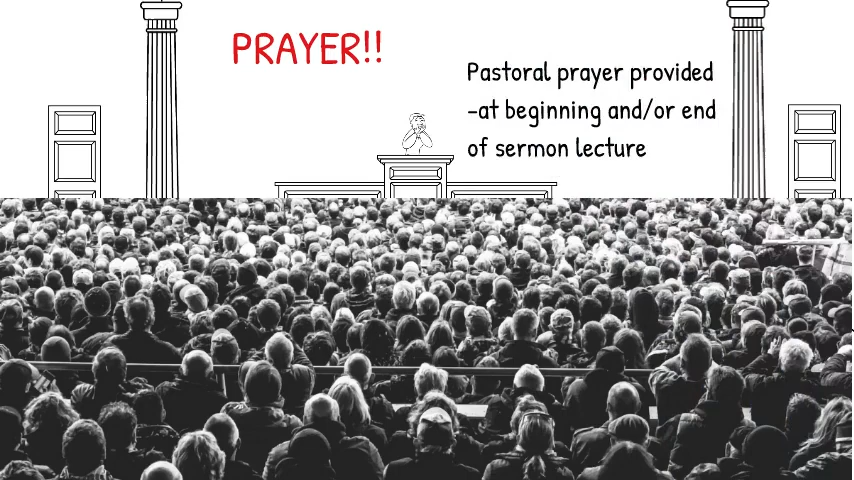 PRAYER!!
Pastoral prayer provided
-at beginning and/or end
of sermon lecture